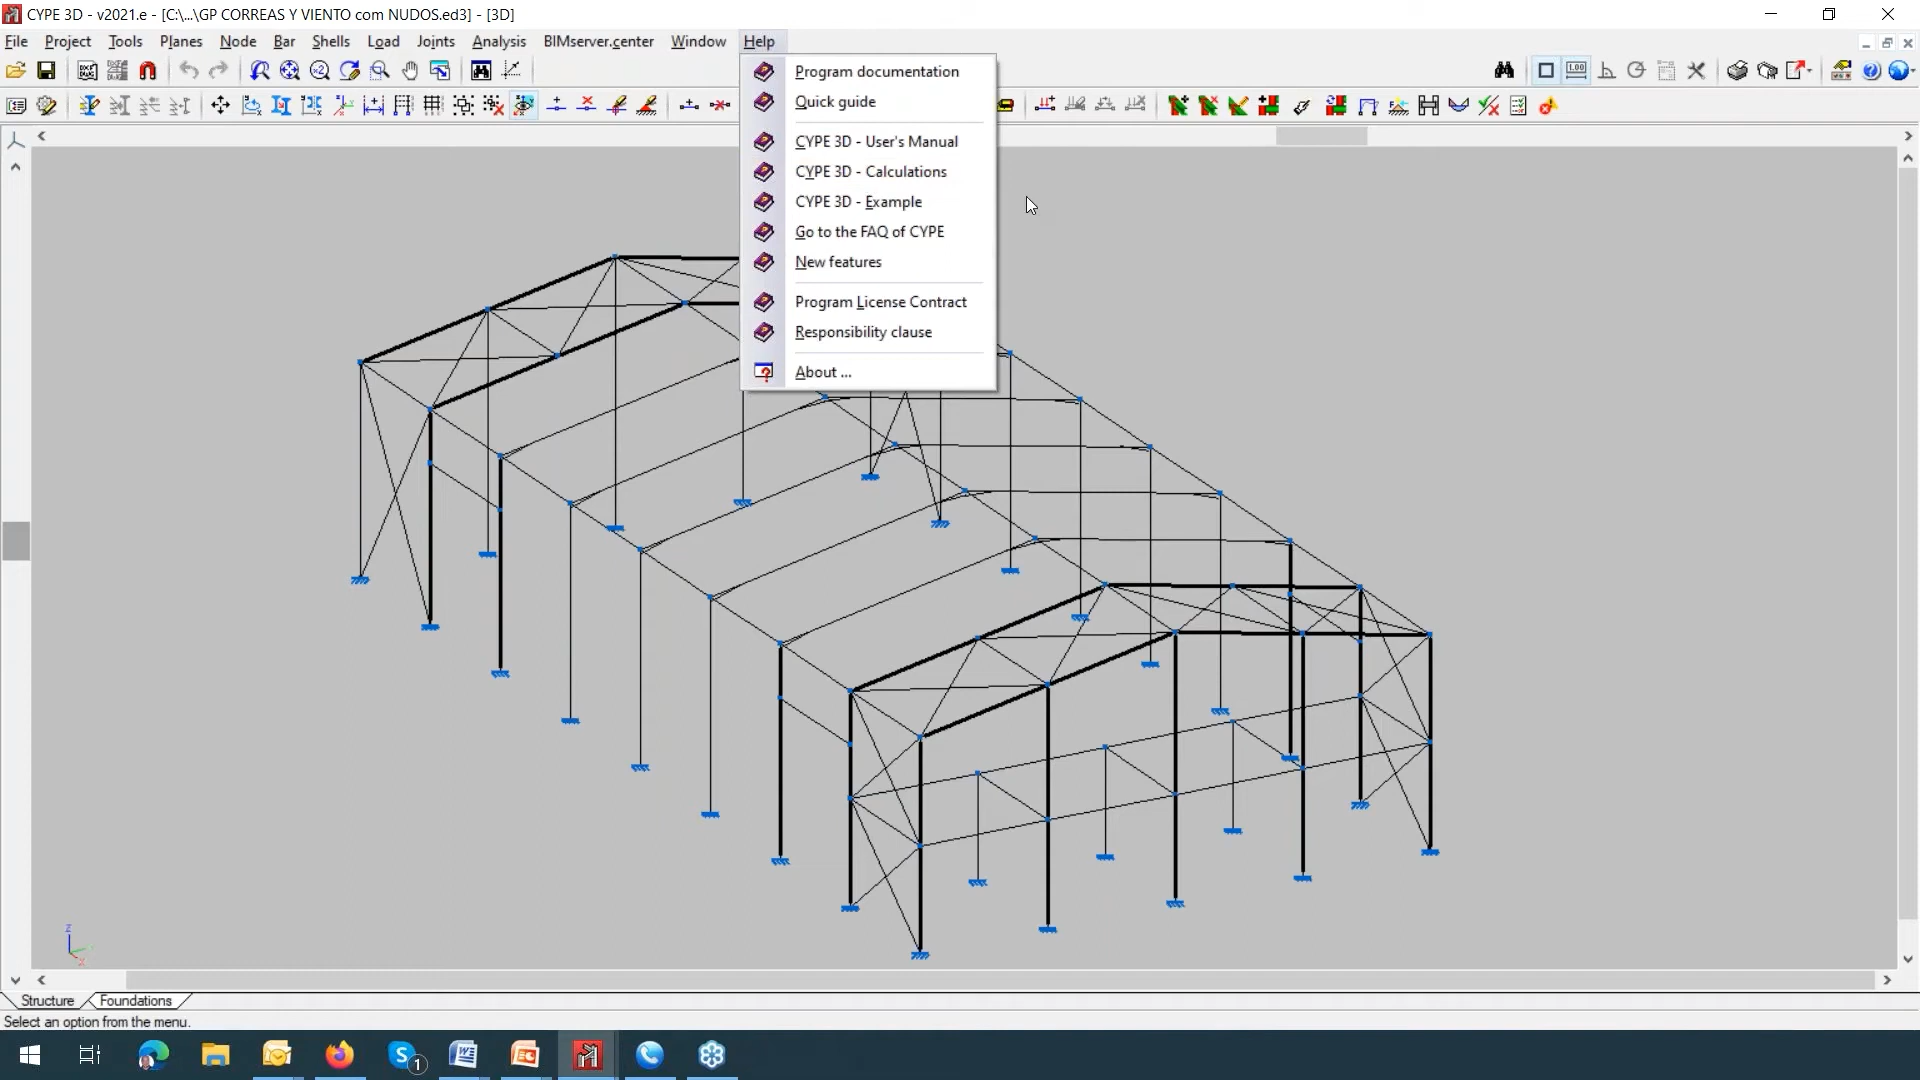 CYPE 3D - v2021.e - [C:\...\GP CORREAS Y VIENTO com NUDOS.ed3] - [3D]
File Project Tools Planes Node Bar Shells Load Joints Analysis BIMserver.center Window Help
Program documentation
Quick guide
CYPE 3D - User's Manual
CYPE 3D - Calculations
CYPE 3D - Example
Go to the FAQ of CYPE
New features
Program License Contract
Responsibility clause
About ...
Structure Foundations
Select an option from the menu.